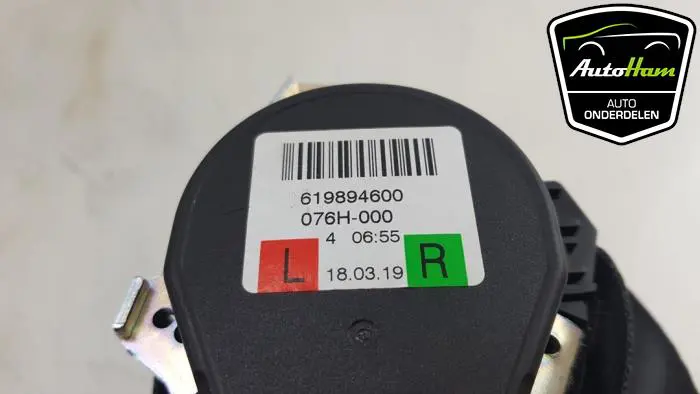 AutoHam
AUTO
ONDERDELEN
619894600
076H-000
4 06:55
L 18.03.19 R